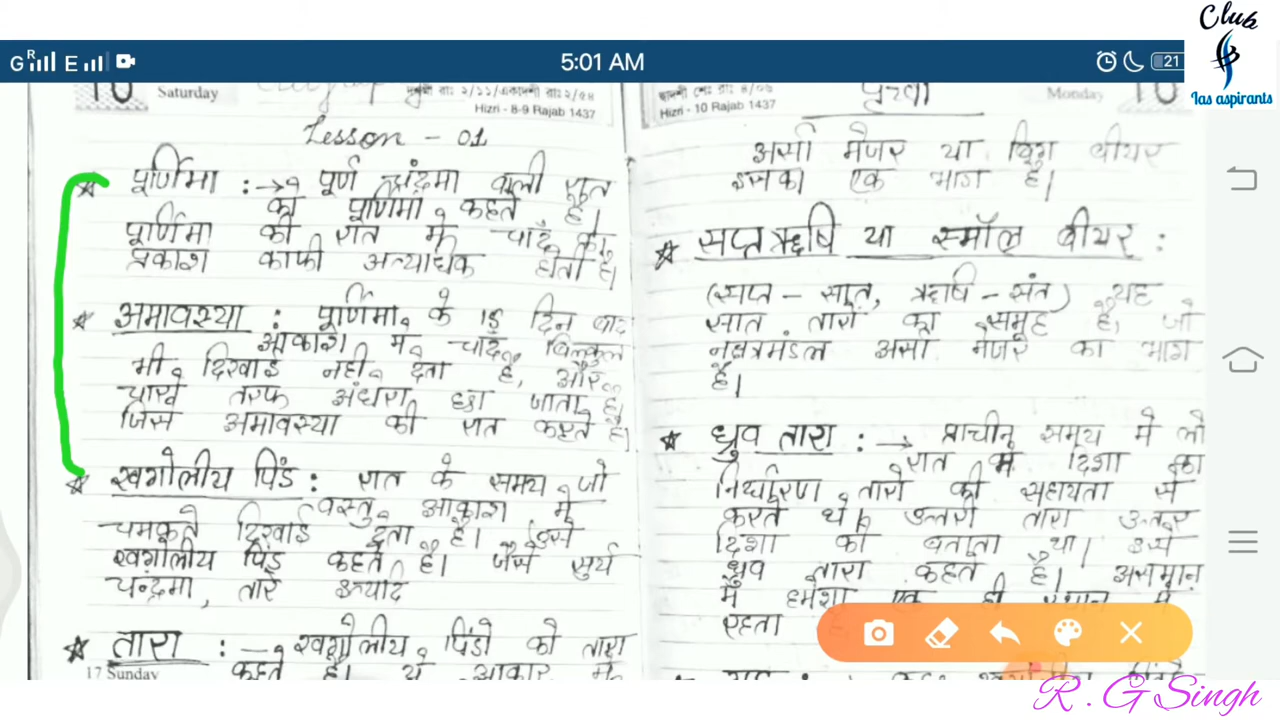 Club
Ias aspirants
G R E
5:01 AM
21
Saturday
Hizri - 8-9 Rajab 1437
Lesson - 01
★ पूर्णिमा :→ पूर्ण चंद्रमा वाली रात
को पूर्णिमा कहते हैं।
पूर्णिमा की रात में चाँद का
प्रकाश काफी अत्याधिक होता है।
★ अमावस्या : पूर्णिमा के 15 दिन बाद
आकाश में चाँद बिल्कुल
भी दिखाई नही देता है, और
चारो तरफ अंधेरा छा जाता है।
जिसे अमावस्या की रात कहते है।
★ खगोलीय पिंड : रात के समय जो
वस्तु आकाश में
चमकते दिखाई देता है। इसे
खगोलीय पिंड कहते है। जैसे सुर्य
चन्द्रमा, तारे इत्यादि
★ तारा : → खगोलीय पिंडो को तारा
17 Sunday
कहते है। ये आकार में
Hizri - 10 Rajab 1437
पृथ्वी
Monday
अर्सा मेजर या बिग बीयर
इसका एक भाग है।
★ सप्तऋषि या स्मॉल बीयर :
(सप्त - सात, ऋषि - संत) यह
सात तारों का समूह है, जो
नक्षत्रमंडल अर्सा मेजर का भाग
है।
★ ध्रुव तारा : → प्राचीन समय मे लो
रात में दिशा का
निर्धारण तारो की सहायता से
करते थे। उत्तरी तारा उत्तर
दिशा को बताता था। इसे
ध्रुव तारा कहते है। असमान
में हमेशा एक ही स्थान में
रहता
R. G Singh